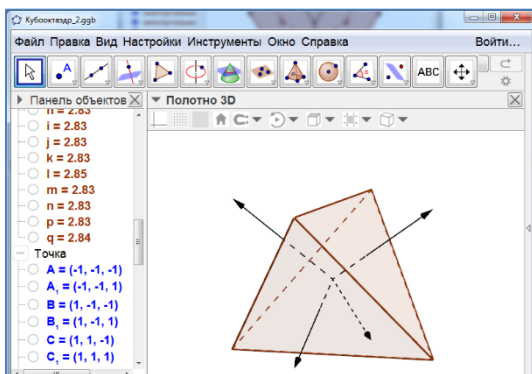 Кубооктаэдр_2.ggb
Файл Правка Вид Настройки Инструменты Окно Справка Войти...
A
ABC
Панель объектов
Полотно 3D
i = 2.83
j = 2.83
k = 2.83
l = 2.85
m = 2.83
n = 2.83
p = 2.83
q = 2.84
Точка
A = (-1, -1, -1)
A₁ = (-1, -1, 1)
B = (1, -1, -1)
B₁ = (1, -1, 1)
C = (1, 1, -1)
C₁ = (1, 1, 1)